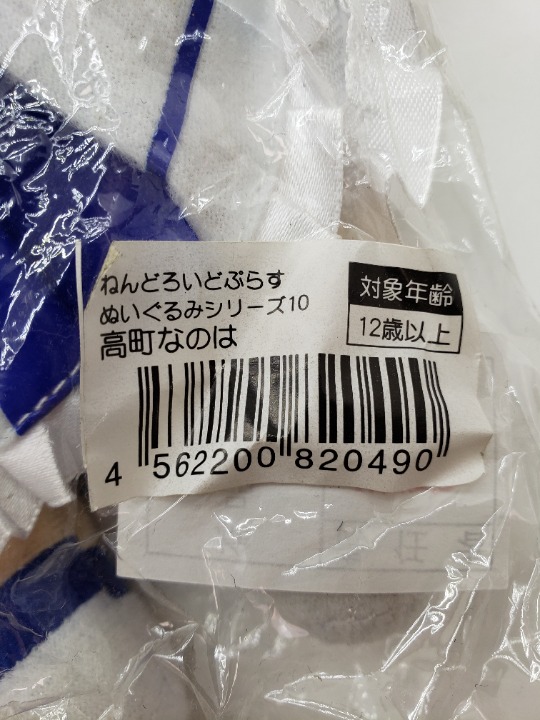 ねんどろいどぷらす
ぬいぐるみシリーズ10
高町なのは
対象年齢
12歳以上
4 562200 820490